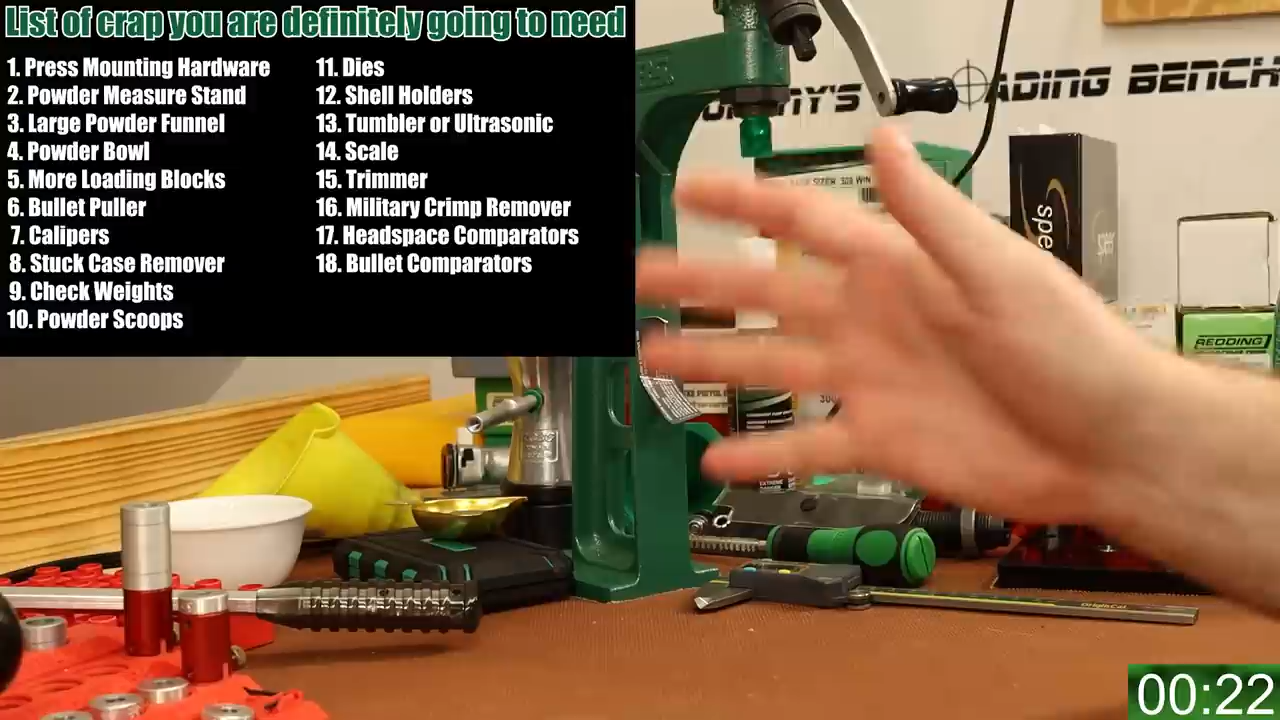 List of crap you are definitely going to need
1. Press Mounting Hardware
2. Powder Measure Stand
3. Large Powder Funnel
4. Powder Bowl
5. More Loading Blocks
6. Bullet Puller
7. Calipers
8. Stuck Case Remover
9. Check Weights
10. Powder Scoops
11. Dies
12. Shell Holders
13. Tumbler or Ultrasonic
14. Scale
15. Trimmer
16. Military Crimp Remover
17. Headspace Comparators
18. Bullet Comparators
ADING BENCH
REDDING
00:22